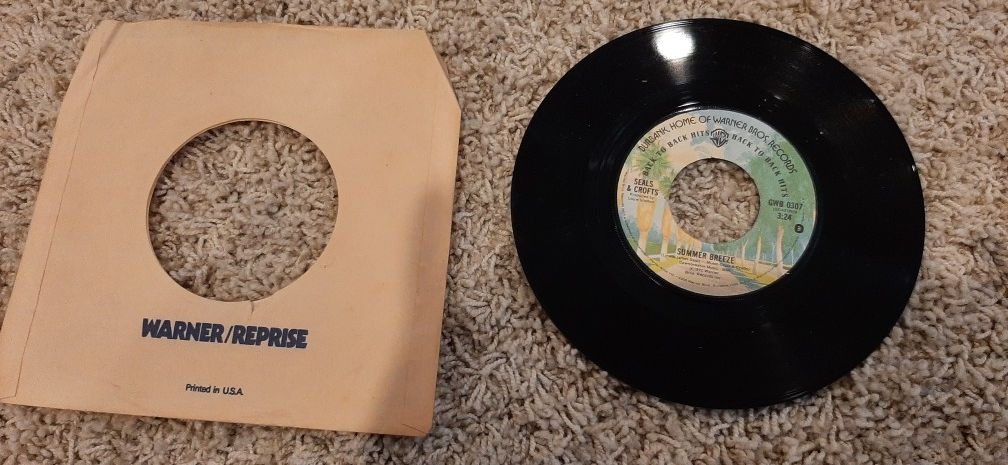 WARNER/REPRISE
Printed in U.S.A.
BURBANK, HOME OF WARNER BROS. RECORDS
BACK TO BACK HITS BACK TO BACK HITS
SEALS
& CROFTS
GWB 0307
3:24
SUMMER BREEZE